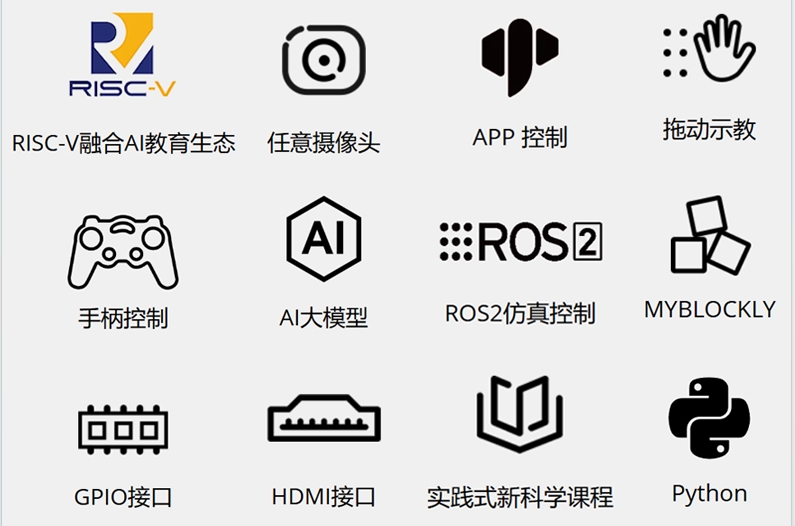 RISC-V
RISC-V融合AI教育生态
任意摄像头
APP 控制
拖动示教
AI
ROS 2
手柄控制
AI大模型
ROS2仿真控制
MYBLOCKLY
GPIO接口
HDMI接口
实践式新科学课程
Python